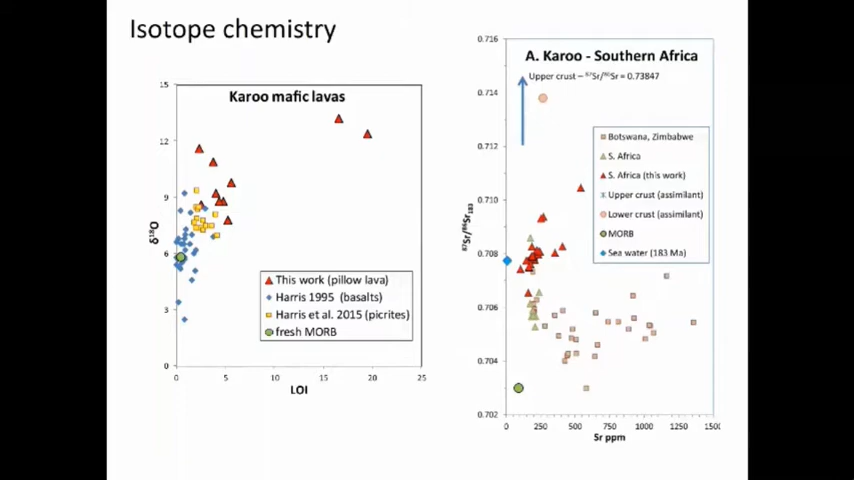 Isotope chemistry
Karoo mafic lavas
15
12
9
6
3
0
δ¹⁸O
0 5 10 15 20 25
LOI
This work (pillow lava)
Harris 1995 (basalts)
Harris et al. 2015 (picrites)
fresh MORB
A. Karoo - Southern Africa
Upper crust – ⁸⁷Sr/⁸⁶Sr = 0.73847
0.716
0.714
0.712
0.710
0.708
0.706
0.704
0.702
⁸⁷Sr/⁸⁶Sr₁₈₃
0 250 500 750 1000 1250 1500
Sr ppm
Botswana, Zimbabwe
S. Africa
S. Africa (this work)
Upper crust (assimilant)
Lower crust (assimilant)
MORB
Sea water (183 Ma)